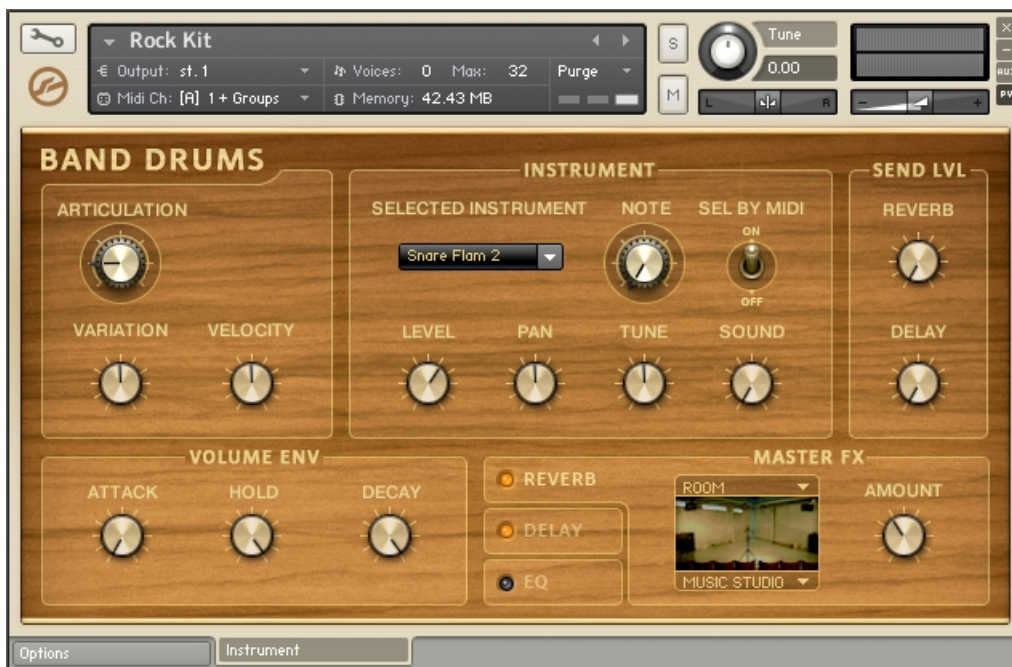 Rock Kit
Output: st.1
Voices: 0 Max: 32
Purge
Midi Ch: [A] 1 + Groups
Memory: 42.43 MB
S
M
Tune
0.00
L R
- +
×
-
AUX
PV
BAND DRUMS
INSTRUMENT
SEND LVL
ARTICULATION
SELECTED INSTRUMENT
NOTE
SEL BY MIDI
REVERB
ON
Snare Flam 2
OFF
VARIATION
VELOCITY
LEVEL
PAN
TUNE
SOUND
DELAY
VOLUME ENV
MASTER FX
ATTACK
HOLD
DECAY
REVERB
ROOM
AMOUNT
DELAY
EQ
MUSIC STUDIO
Options
Instrument